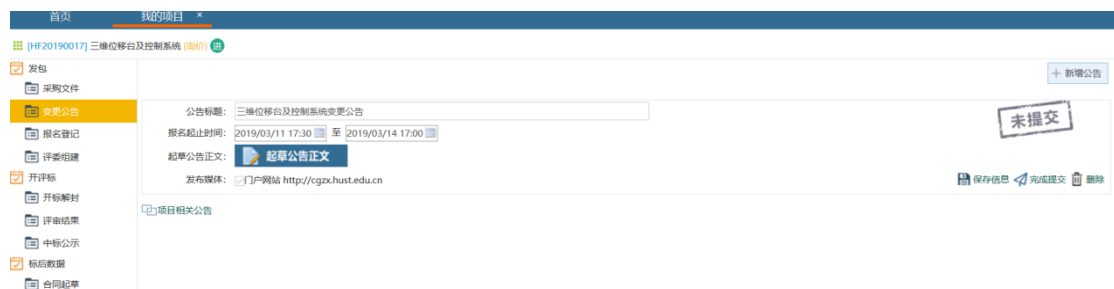 首页 我的项目 ×
[HF20190017] 三维位移台及控制系统 (询价) 进
发包
采购文件
变更公告
报名登记
评委组建
开评标
开标解封
评审结果
中标公示
标后数据
合同起草
新增公告
公告标题: 三维位移台及控制系统变更公告
报名起止时间: 2019/03/11 17:30 至 2019/03/14 17:00
起草公告正文: 起草公告正文
发布媒体: 门户网站 http://cgzx.hust.edu.cn
未提交
保存信息 完成提交 删除
项目相关公告